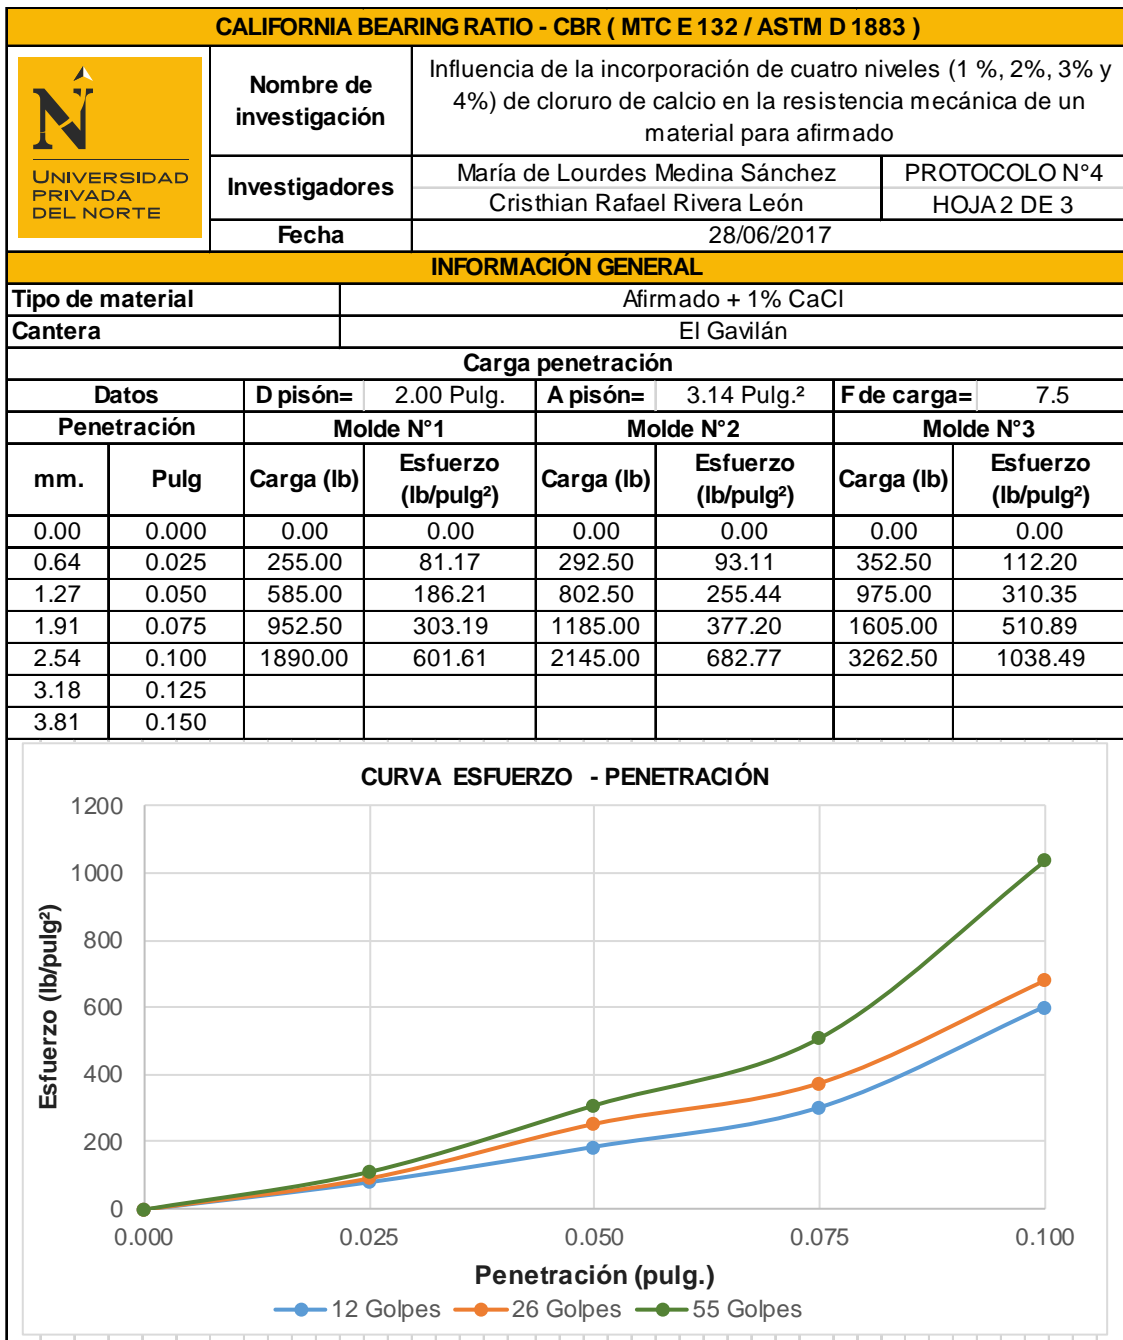 CALIFORNIA BEARING RATIO - CBR ( MTC E 132 / ASTM D 1883 )
N
UNIVERSIDAD
PRIVADA
DEL NORTE
Nombre de
investigación
Influencia de la incorporación de cuatro niveles (1 %, 2%, 3% y
4%) de cloruro de calcio en la resistencia mecánica de un
material para afirmado
Investigadores
María de Lourdes Medina Sánchez
PROTOCOLO N°4
Cristhian Rafael Rivera León
HOJA 2 DE 3
Fecha
28/06/2017
INFORMACIÓN GENERAL
Tipo de material Afirmado + 1% CaCl
Cantera El Gavilán
Carga penetración
Datos D pisón= 2.00 Pulg. A pisón= 3.14 Pulg.² F de carga= 7.5
Penetración Molde N°1 Molde N°2 Molde N°3
mm. Pulg Carga (lb) Esfuerzo (lb/pulg²) Carga (lb) Esfuerzo (lb/pulg²) Carga (lb) Esfuerzo (lb/pulg²)
0.00 0.000 0.00 0.00 0.00 0.00 0.00 0.00
0.64 0.025 255.00 81.17 292.50 93.11 352.50 112.20
1.27 0.050 585.00 186.21 802.50 255.44 975.00 310.35
1.91 0.075 952.50 303.19 1185.00 377.20 1605.00 510.89
2.54 0.100 1890.00 601.61 2145.00 682.77 3262.50 1038.49
3.18 0.125
3.81 0.150
CURVA ESFUERZO - PENETRACIÓN
Esfuerzo (lb/pulg²)
1200
1000
800
600
400
200
0
0.000 0.025 0.050 0.075 0.100
Penetración (pulg.)
12 Golpes 26 Golpes 55 Golpes